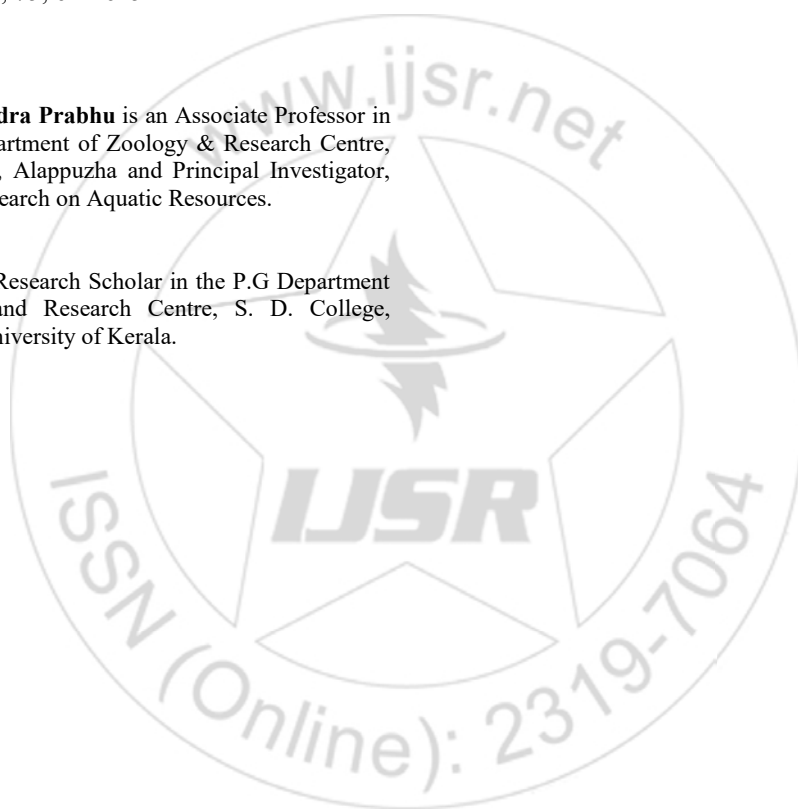 dra Prabhu is an Associate Professor in
artment of Zoology & Research Centre,
, Alappuzha and Principal Investigator,
earch on Aquatic Resources.
Research Scholar in the P.G Department
and Research Centre, S. D. College,
niversity of Kerala.
www.ijsr.net
IJSR
ISSN (Online): 2319-7064